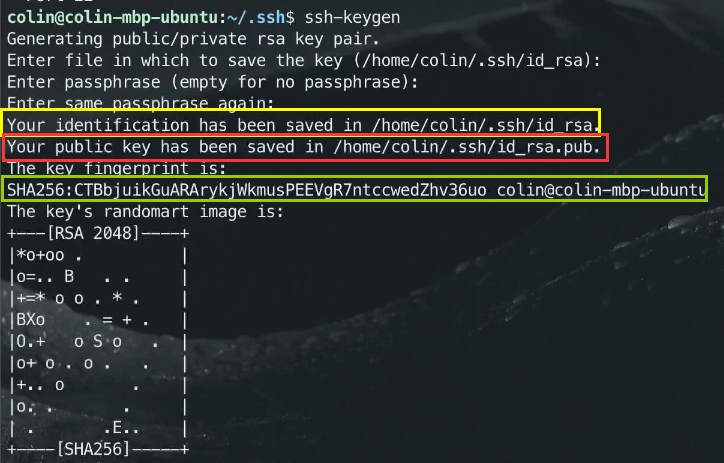 colin@colin-mbp-ubuntu:~/.ssh$ ssh-keygen
Generating public/private rsa key pair.
Enter file in which to save the key (/home/colin/.ssh/id_rsa):
Enter passphrase (empty for no passphrase):
Enter same passphrase again:
Your identification has been saved in /home/colin/.ssh/id_rsa.
Your public key has been saved in /home/colin/.ssh/id_rsa.pub.
The key fingerprint is:
SHA256:CTBbjuikGuARArykjWkmusPEEVgR7ntccwedZhv36uo colin@colin-mbp-ubuntu
The key's randomart image is:
+---[RSA 2048]----+
|*o+oo .          |
|o=.. B   . .     |
|+=* o o . * .    |
|BXo    . = + .   |
|O.+   o S o   .  |
|o+ o . o .   .   |
|+.. o        .   |
|o. .        .    |
| .       .E..    |
+----[SHA256]-----+